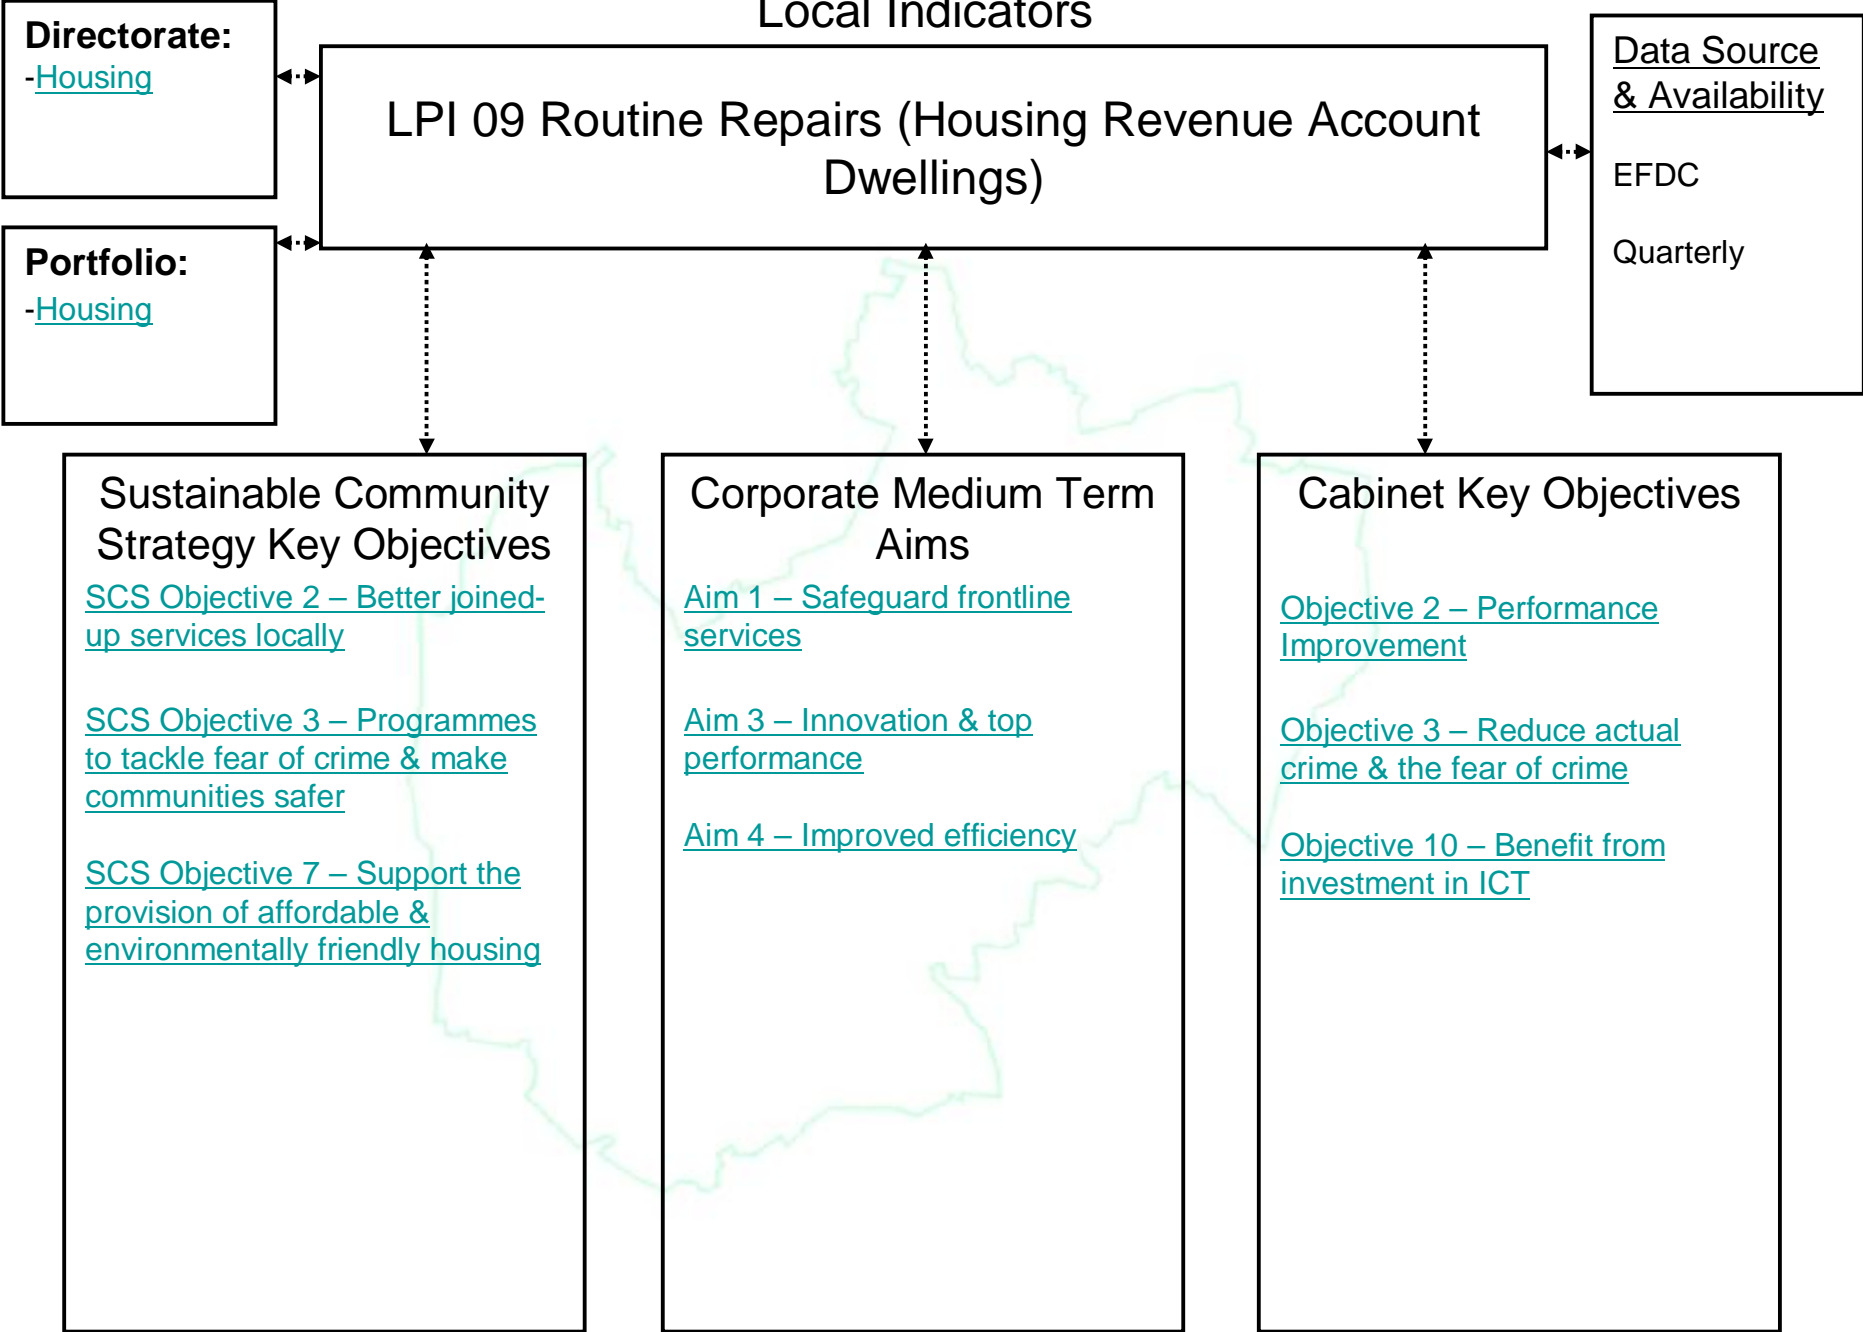 Local Indicators
Directorate:
-Housing
LPI 09 Routine Repairs (Housing Revenue Account
Dwellings)
Data Source
& Availability
EFDC
Quarterly
Portfolio:
-Housing
Sustainable Community
Strategy Key Objectives
SCS Objective 2 – Better joined-
up services locally
SCS Objective 3 – Programmes
to tackle fear of crime & make
communities safer
SCS Objective 7 – Support the
provision of affordable &
environmentally friendly housing
Corporate Medium Term
Aims
Aim 1 – Safeguard frontline
services
Aim 3 – Innovation & top
performance
Aim 4 – Improved efficiency
Cabinet Key Objectives
Objective 2 – Performance
Improvement
Objective 3 – Reduce actual
crime & the fear of crime
Objective 10 – Benefit from
investment in ICT